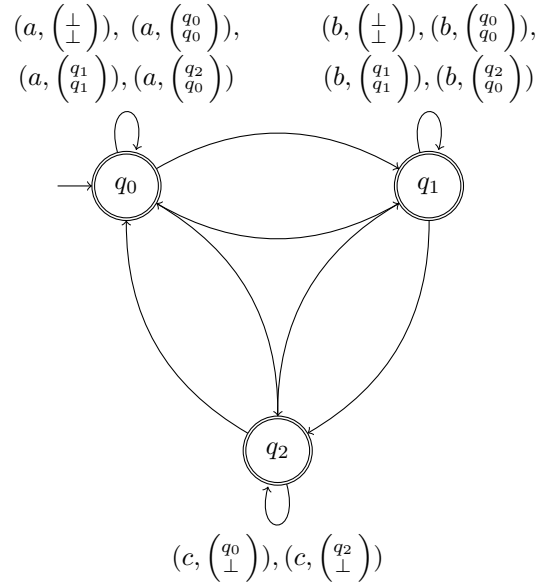 (a, (⊥ ⊥)), (a, (q₀ q₀)), (b, (⊥ ⊥)), (b, (q₀ q₀)),
(a, (q₁ q₁)), (a, (q₂ q₀)) (b, (q₁ q₁)), (b, (q₂ q₀))
q₀ q₁
q₂
(c, (q₀ ⊥)), (c, (q₂ ⊥))